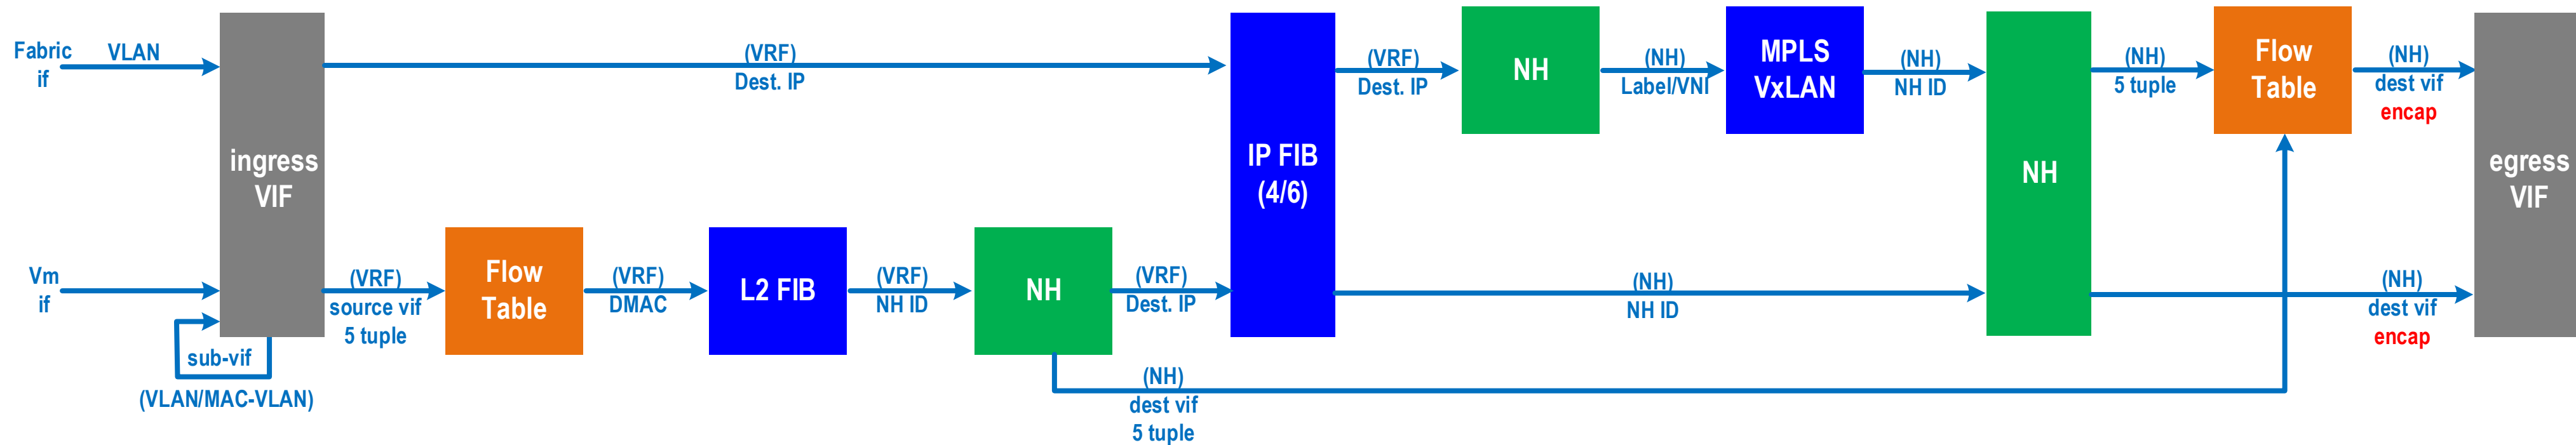 Fabric
if
VLAN
ingress
VIF
(VRF)
Dest. IP
IP FIB
(4/6)
(VRF)
Dest. IP
NH
(NH)
Label/VNI
MPLS
VxLAN
(NH)
NH ID
NH
(NH)
5 tuple
Flow
Table
(NH)
dest vif
encap
egress
VIF
Vm
if
sub-vif
(VLAN/MAC-VLAN)
(VRF)
source vif
5 tuple
Flow
Table
(VRF)
DMAC
L2 FIB
(VRF)
NH ID
NH
(VRF)
Dest. IP
(NH)
NH ID
(NH)
dest vif
encap
(NH)
dest vif
5 tuple